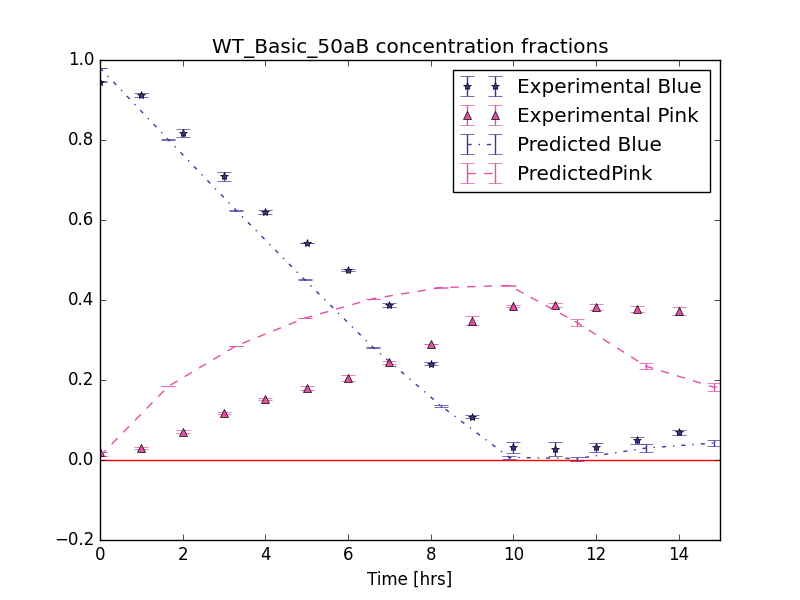 WT_Basic_50aB concentration fractions
Experimental Blue
Experimental Pink
Predicted Blue
PredictedPink
1.0
0.8
0.6
0.4
0.2
0.0
−0.2
0 2 4 6 8 10 12 14
Time [hrs]